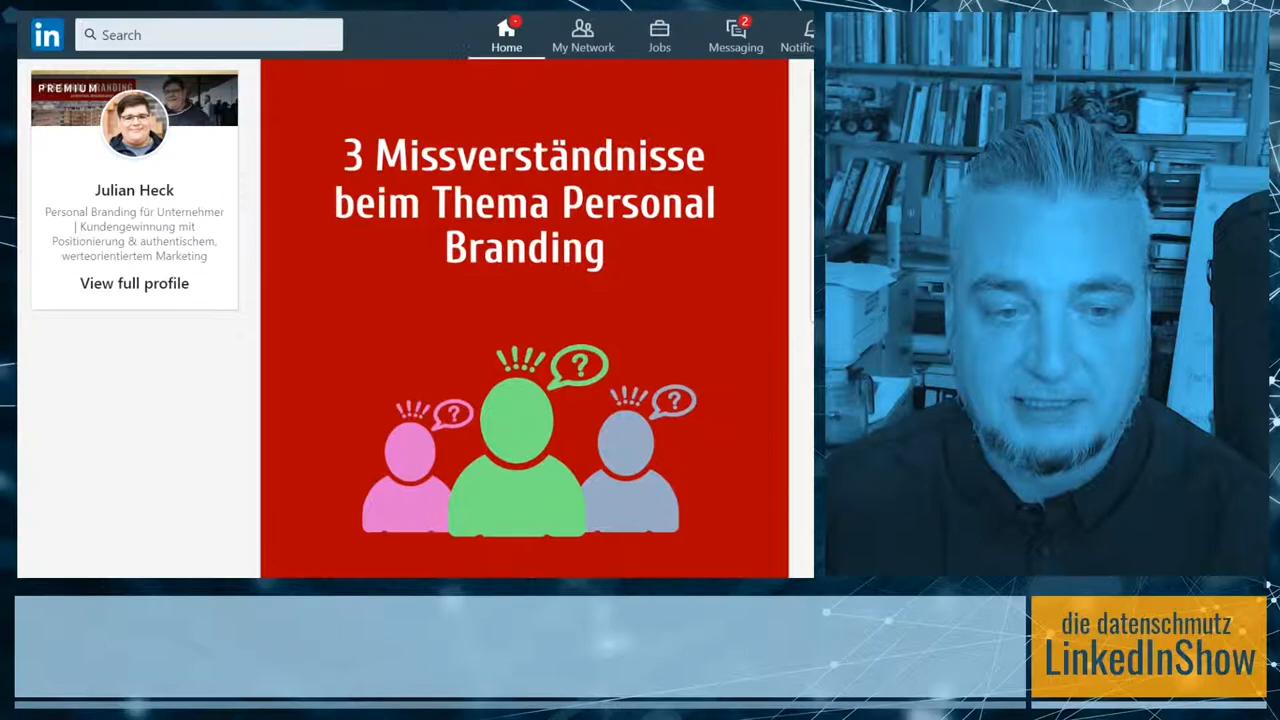 in
Search
2
Home
My Network
Jobs
Messaging
Notific
PREMIUM
Julian Heck
Personal Branding für Unternehmer
| Kundengewinnung mit
Positionierung & authentischem,
werteorientiertem Marketing
View full profile
3 Missverständnisse
beim Thema Personal
Branding
!!!! ?
!!!! ?
!!!! ?
die datenschmutz
LinkedInShow